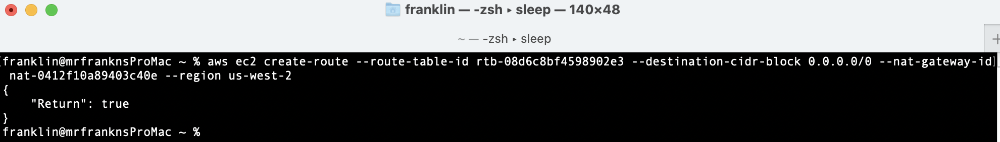 franklin — -zsh ▸ sleep — 140×48
~ — -zsh ▸ sleep
+
franklin@mrfranknsProMac ~ % aws ec2 create-route --route-table-id rtb-08d6c8bf4598902e3 --destination-cidr-block 0.0.0.0/0 --nat-gateway-id
nat-0412f10a89403c40e --region us-west-2
{
    "Return": true
}
franklin@mrfranknsProMac ~ %